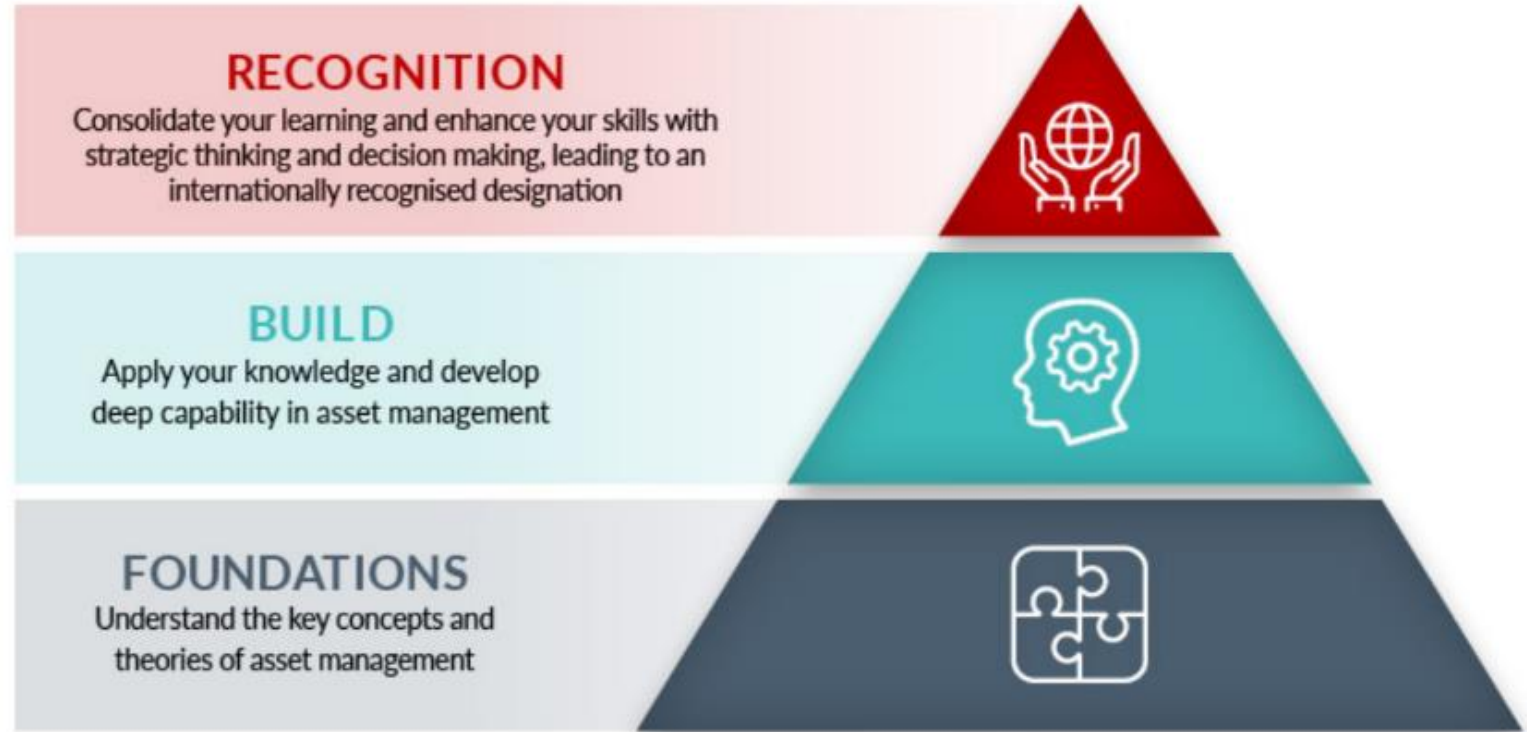 RECOGNITION
Consolidate your learning and enhance your skills with
strategic thinking and decision making, leading to an
internationally recognised designation
BUILD
Apply your knowledge and develop
deep capability in asset management
FOUNDATIONS
Understand the key concepts and
theories of asset management